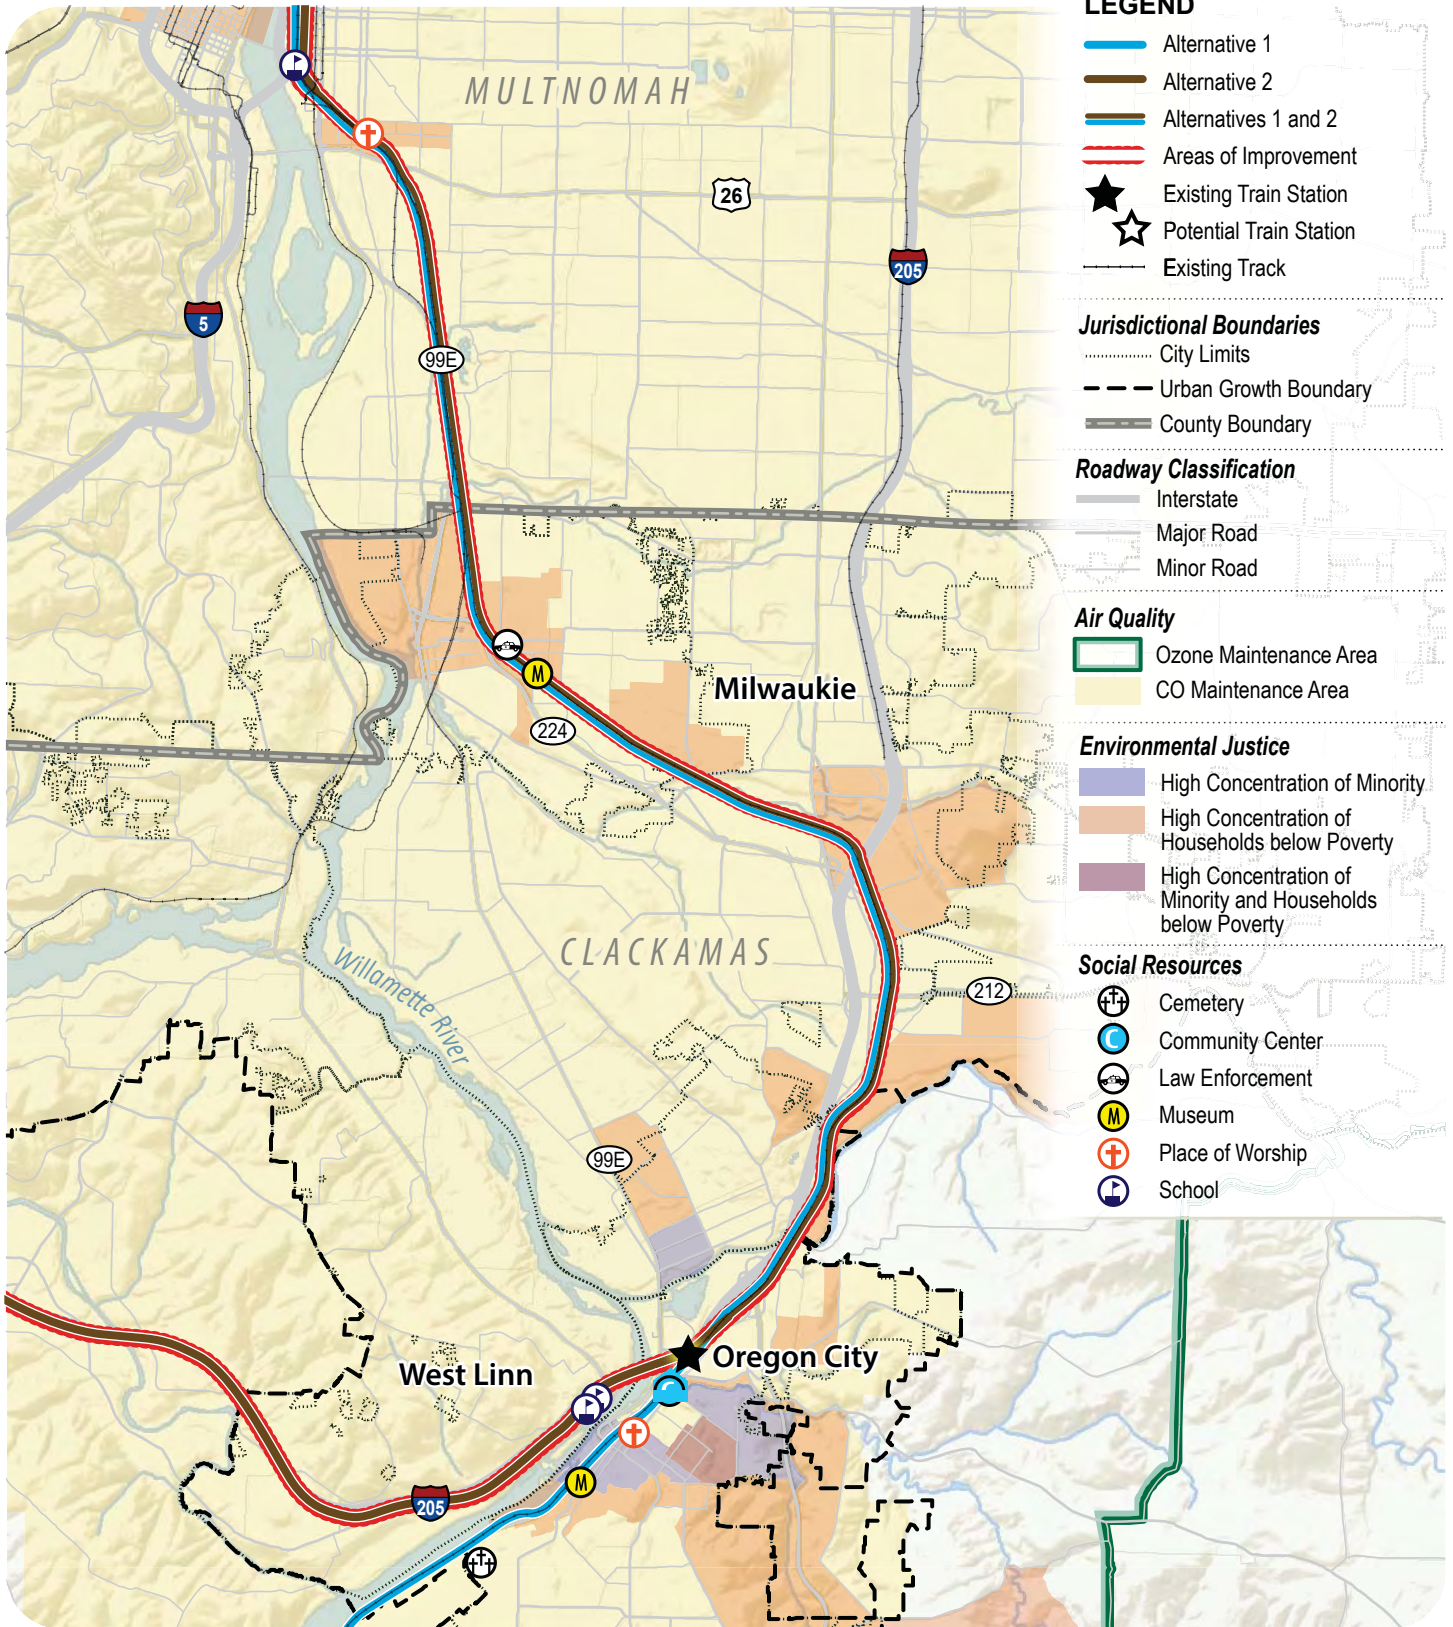 LEGEND
Alternative 1
Alternative 2
Alternatives 1 and 2
Areas of Improvement
Existing Train Station
Potential Train Station
Existing Track
Jurisdictional Boundaries
City Limits
Urban Growth Boundary
County Boundary
Roadway Classification
Interstate
Major Road
Minor Road
Air Quality
Ozone Maintenance Area
CO Maintenance Area
Environmental Justice
High Concentration of Minority
High Concentration of
Households below Poverty
High Concentration of
Minority and Households
below Poverty
Social Resources
Cemetery
C
Community Center
Law Enforcement
M
Museum
Place of Worship
School
MULTNOMAH
26
205
5
99E
M
Milwaukie
224
CLACKAMAS
Willamette River
212
99E
Oregon City
West Linn
C
M
205